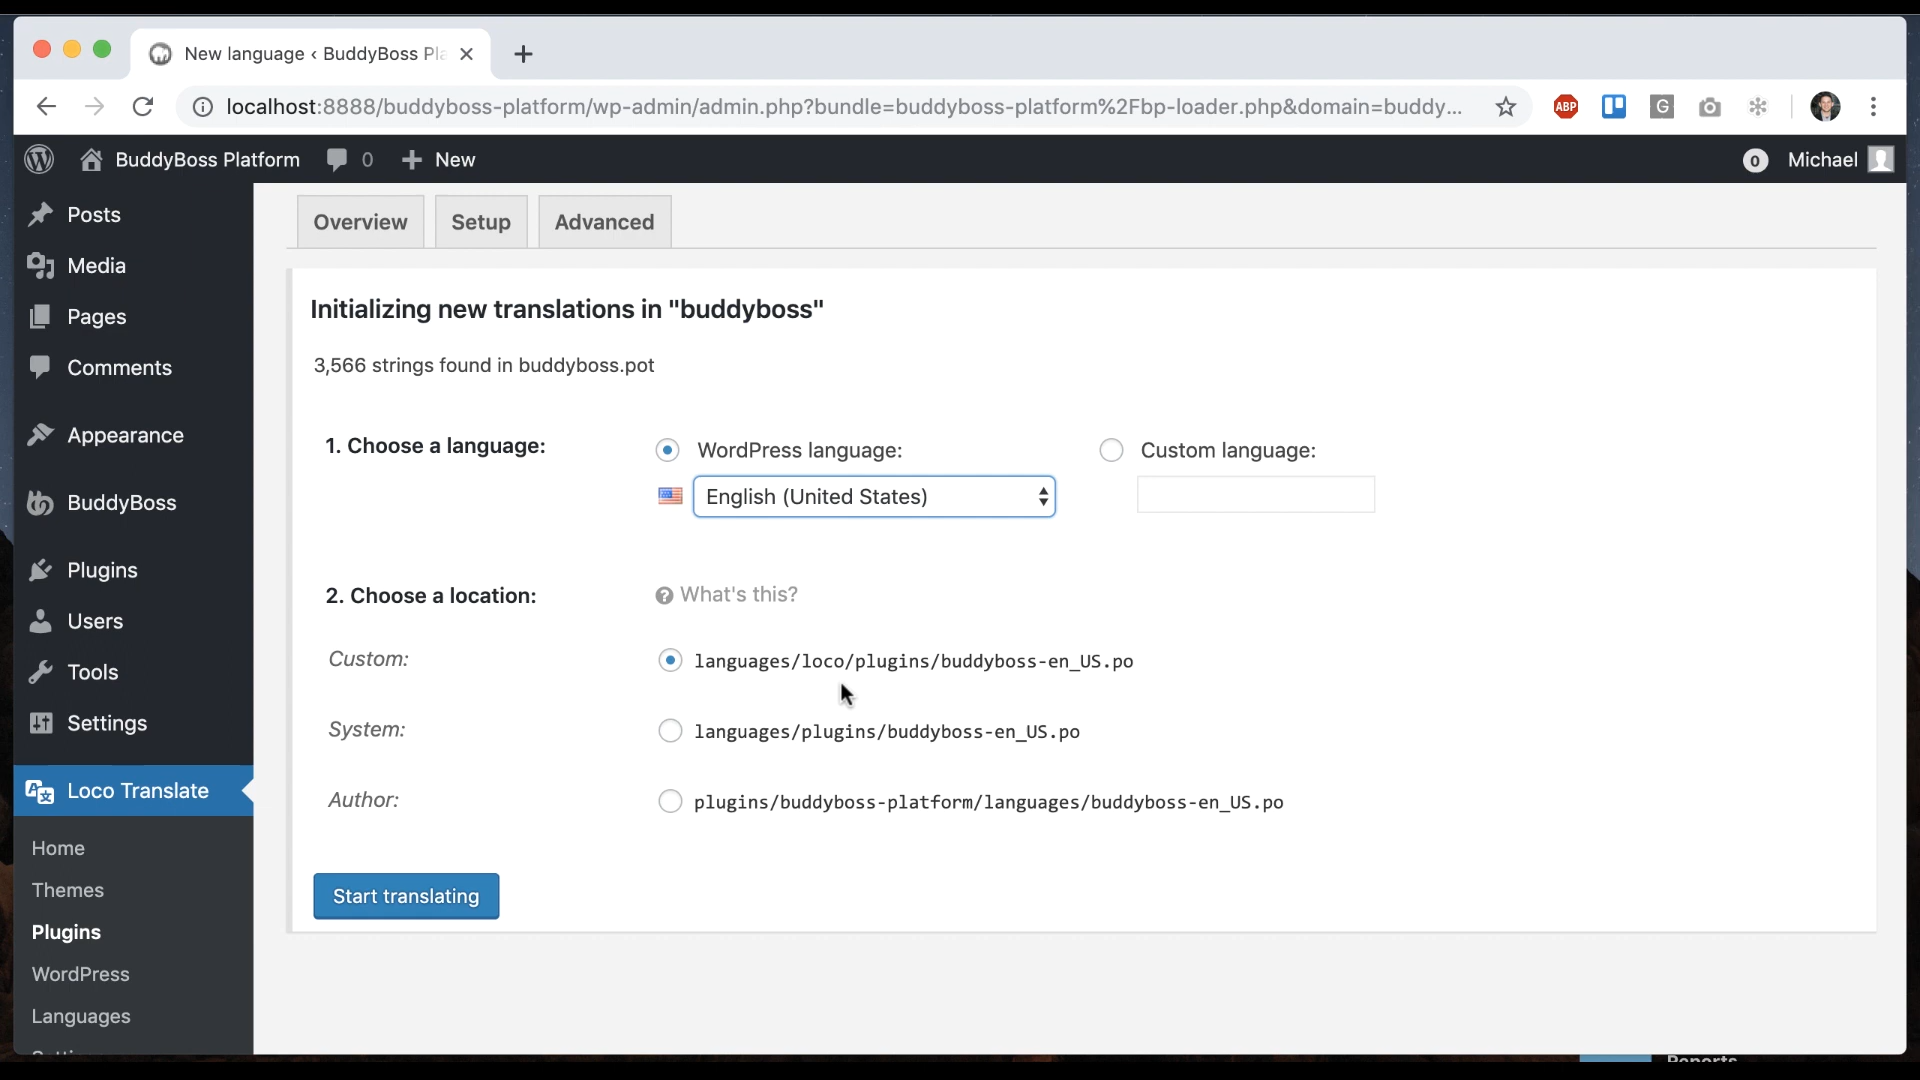 New language ‹ BuddyBoss Pla
localhost:8888/buddyboss-platform/wp-admin/admin.php?bundle=buddyboss-platform%2Fbp-loader.php&domain=buddy...
ABP
G
BuddyBoss Platform
0
New
0
Michael
Posts
Media
Pages
Comments
Appearance
BuddyBoss
Plugins
Users
Tools
Settings
Loco Translate
Home
Themes
Plugins
WordPress
Languages
Overview
Setup
Advanced
Initializing new translations in "buddyboss"
3,566 strings found in buddyboss.pot
1. Choose a language:
WordPress language:
Custom language:
English (United States)
2. Choose a location:
What's this?
Custom:
languages/loco/plugins/buddyboss-en_US.po
System:
languages/plugins/buddyboss-en_US.po
Author:
plugins/buddyboss-platform/languages/buddyboss-en_US.po
Start translating